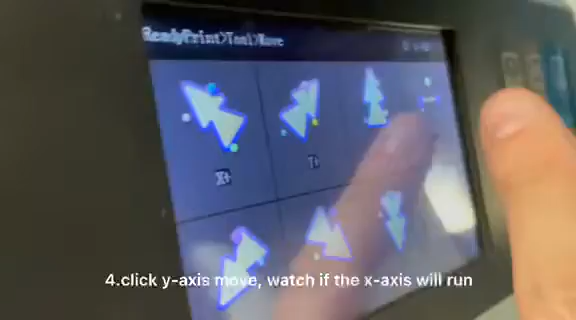 ReadyPrint>Tool>Move
X+
Y+
4.click y-axis move, watch if the x-axis will run